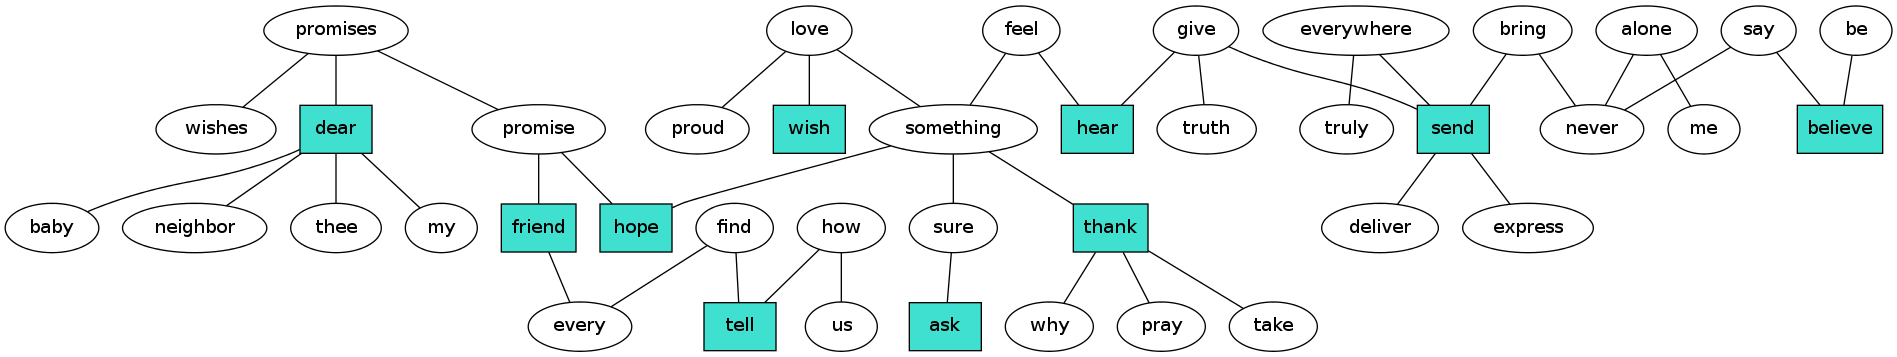 promises love feel give everywhere bring alone say be
wishes dear promise proud wish something hear truth truly send never me believe
baby neighbor thee my friend hope find how sure thank deliver express
every tell us ask why pray take